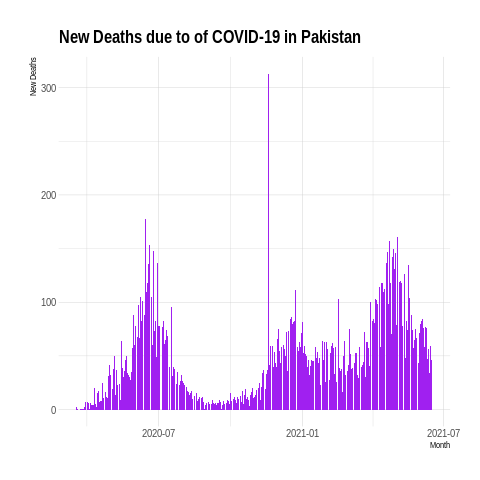 New Deaths due to of COVID-19 in Pakistan
New Deaths
300
200
100
0
2020-07
2021-01
2021-07
Month